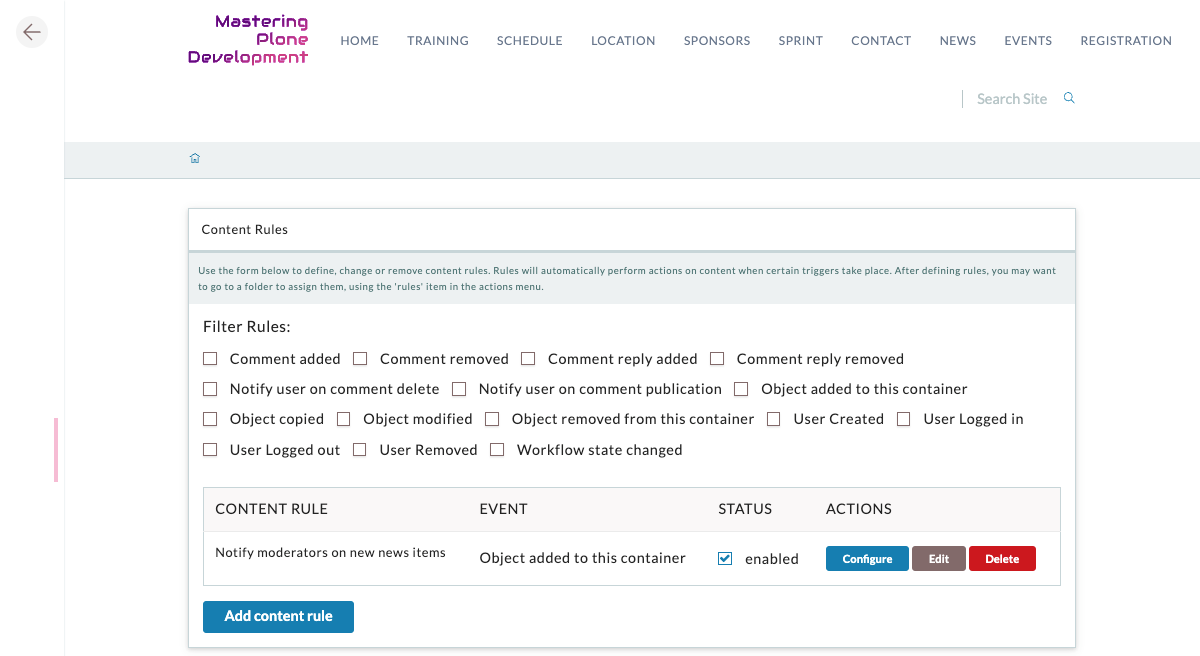 Mastering
Plone
Development
HOME TRAINING SCHEDULE LOCATION SPONSORS SPRINT CONTACT NEWS EVENTS REGISTRATION
Search Site
Content Rules
Use the form below to define, change or remove content rules. Rules will automatically perform actions on content when certain triggers take place. After defining rules, you may want
to go to a folder to assign them, using the 'rules' item in the actions menu.
Filter Rules:
Comment added Comment removed Comment reply added Comment reply removed
Notify user on comment delete Notify user on comment publication Object added to this container
Object copied Object modified Object removed from this container User Created User Logged in
User Logged out User Removed Workflow state changed
CONTENT RULE EVENT STATUS ACTIONS
Notify moderators on new news items Object added to this container enabled Configure Edit Delete
Add content rule